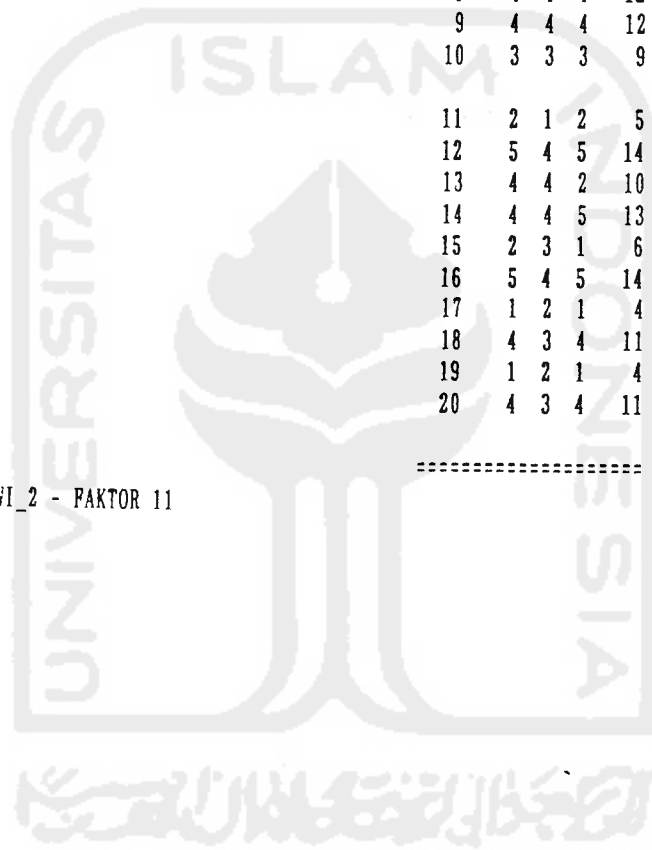 9 4 4 4 12
10 3 3 3 9
11 2 1 2 5
12 5 4 5 14
13 4 4 2 10
14 4 4 5 13
15 2 3 1 6
16 5 4 5 14
17 1 2 1 4
18 4 3 4 11
19 1 2 1 4
20 4 3 4 11
====================
_2 - FAKTOR 11
UNIVERSITAS
ISLAM
INDONESIA